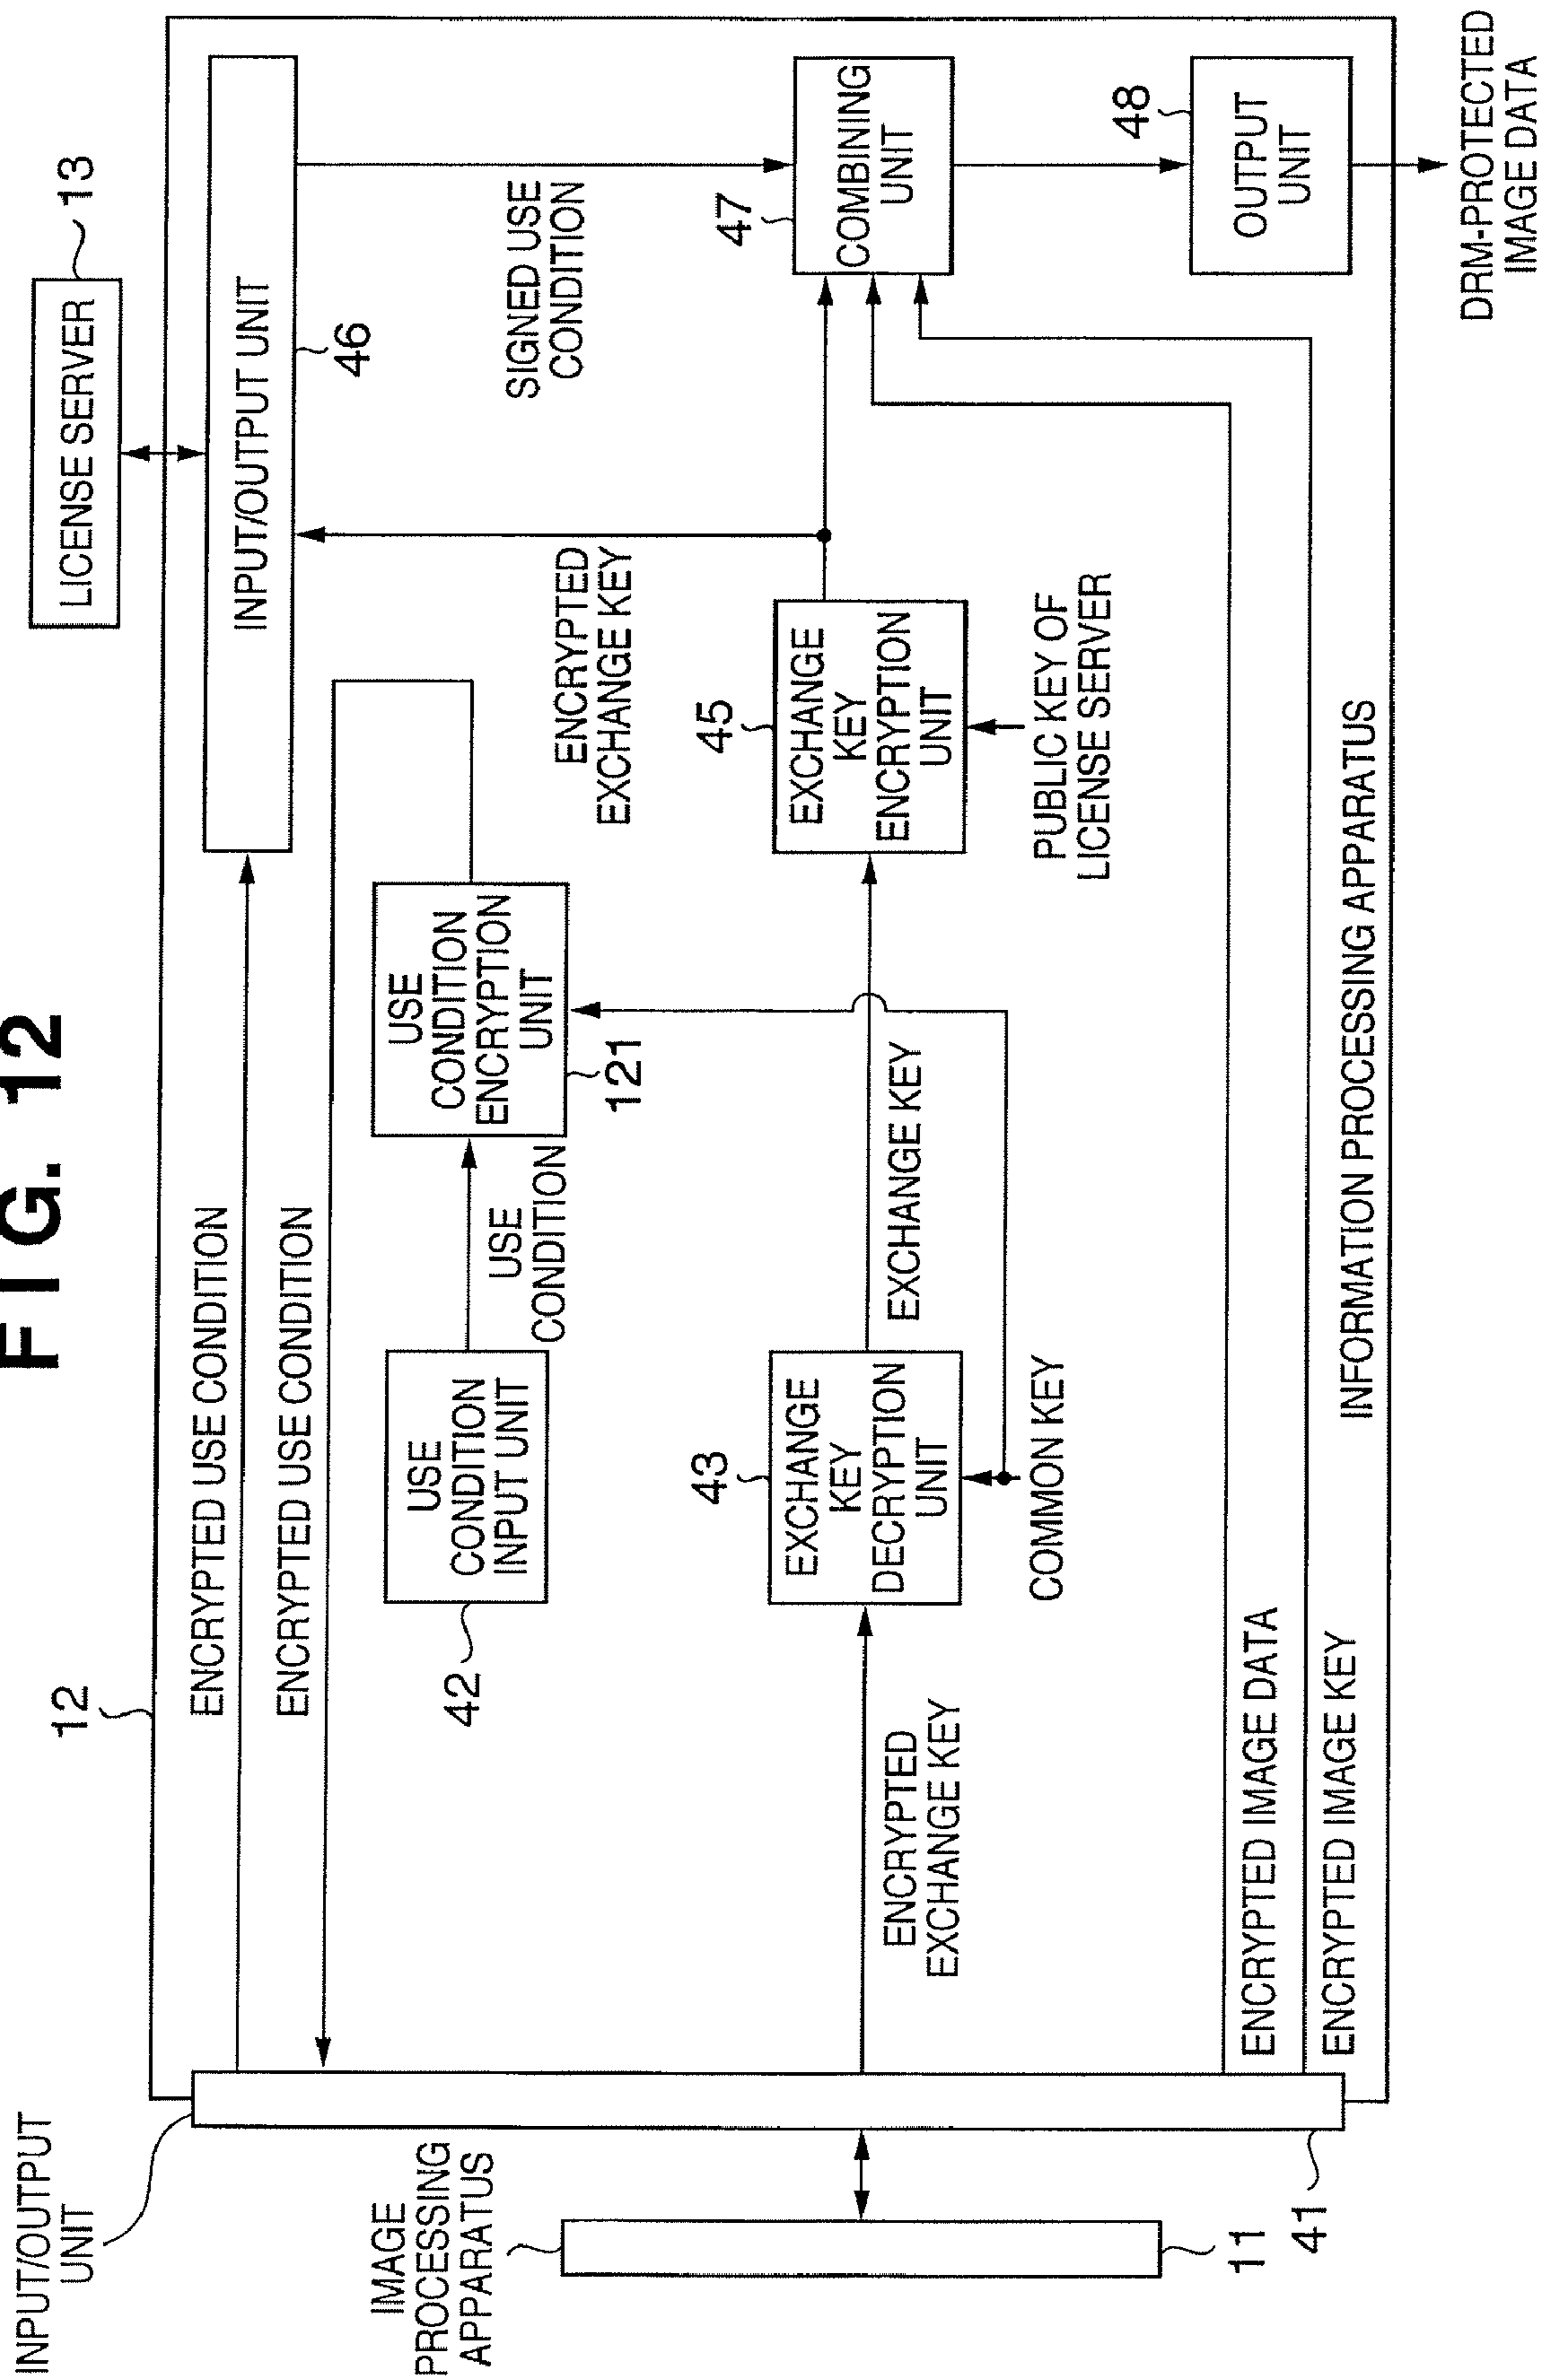 FIG. 12
INPUT/OUTPUT
UNIT
12
LICENSE SERVER
13
ENCRYPTED USE CONDITION
INPUT/OUTPUT UNIT
46
ENCRYPTED USE CONDITION
IMAGE
PROCESSING
APPARATUS
11
41
USE
CONDITION
INPUT UNIT
42
USE
CONDITION
USE
CONDITION
ENCRYPTION
UNIT
121
SIGNED USE
CONDITION
ENCRYPTED
EXCHANGE KEY
ENCRYPTED
EXCHANGE KEY
43
EXCHANGE
KEY
DECRYPTION
UNIT
EXCHANGE KEY
COMMON KEY
45
EXCHANGE
KEY
ENCRYPTION
UNIT
PUBLIC KEY OF
LICENSE SERVER
47
COMBINING
UNIT
48
OUTPUT
UNIT
ENCRYPTED IMAGE DATA
ENCRYPTED IMAGE KEY
INFORMATION PROCESSING APPARATUS
DRM-PROTECTED
IMAGE DATA